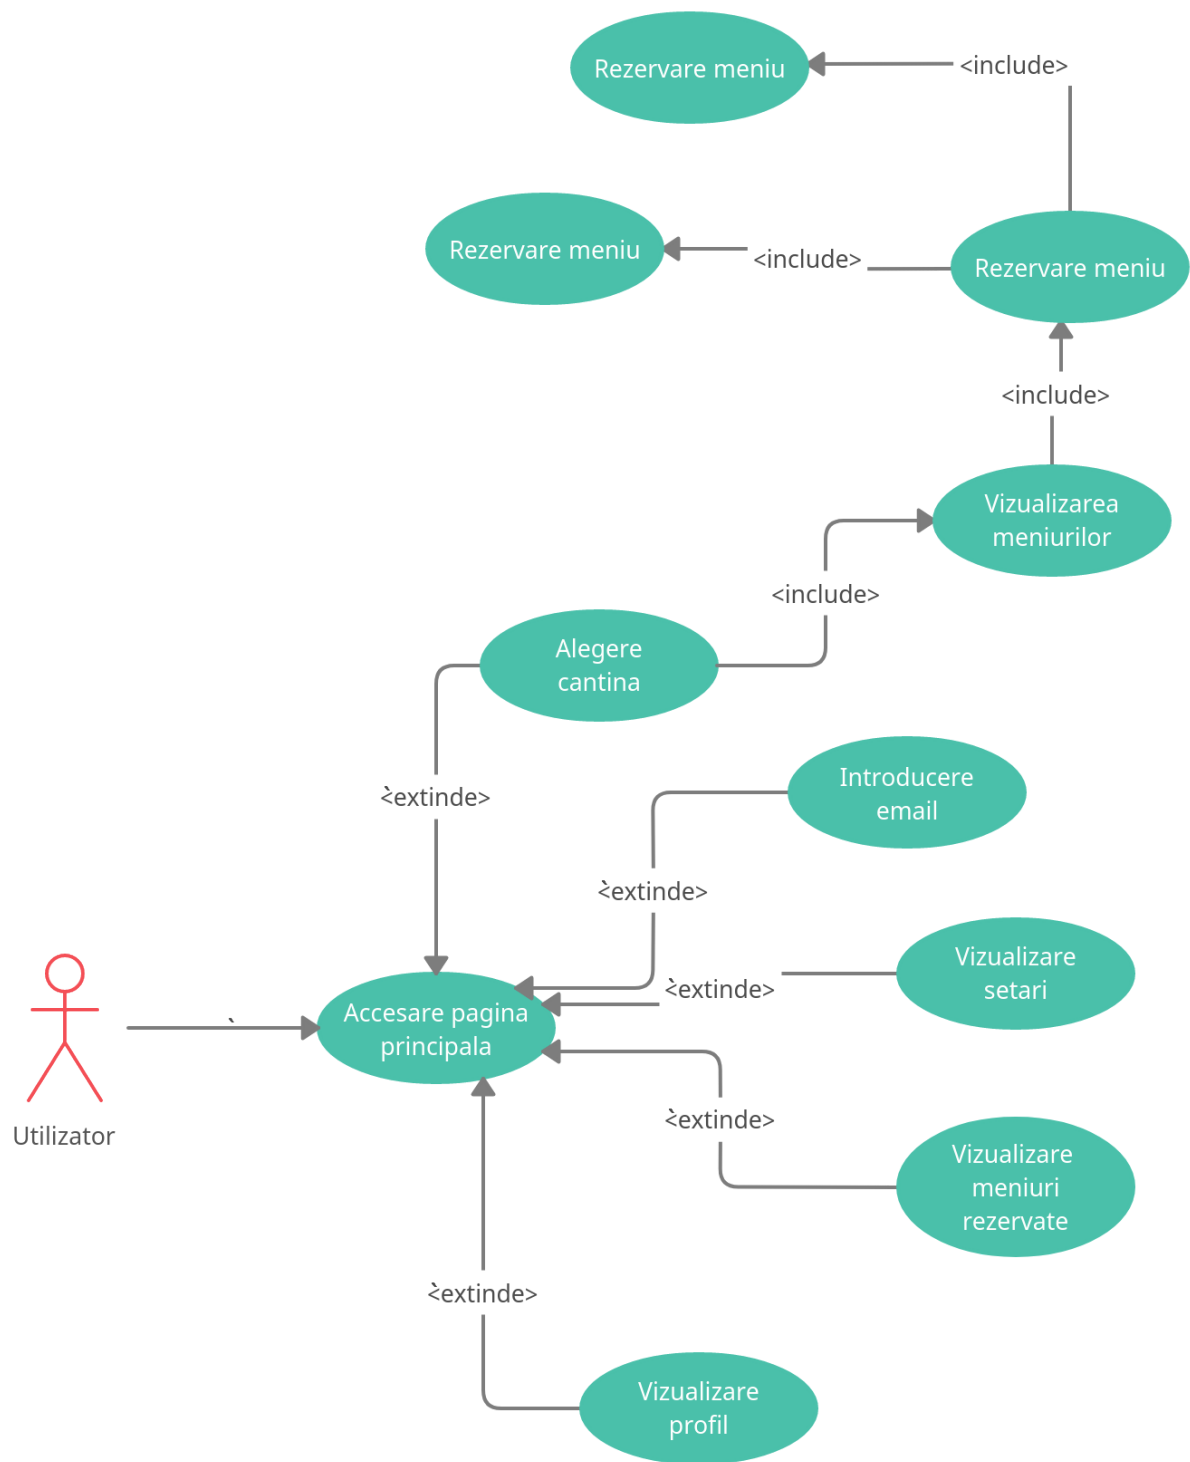 Rezervare meniu
<include>
Rezervare meniu
<include>
Rezervare meniu
<include>
Vizualizarea
meniurilor
<include>
Alegere
cantina
Introducere
email
`<extinde>
`<extinde>
Vizualizare
setari
`<extinde>
Accesare pagina
principala
`
Utilizator
`<extinde>
Vizualizare
meniuri
rezervate
`<extinde>
Vizualizare
profil